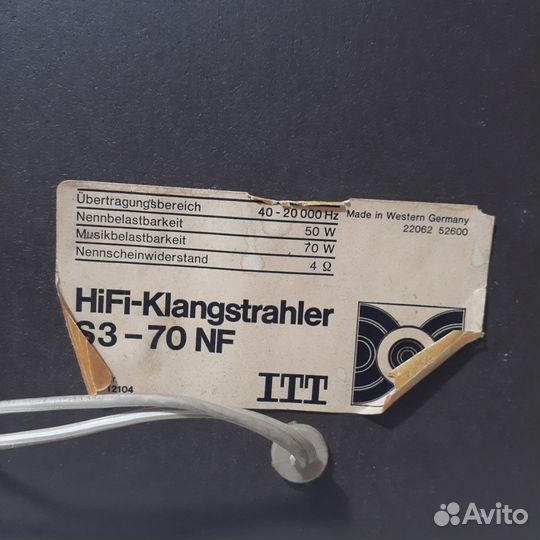 Übertragungsbereich 40-20 000 Hz
Nennbelastbarkeit 50 W
Musikbelastbarkeit 70 W
Nennscheinwiderstand 4 Ω
Made in Western Germany
22062 52600
HiFi-Klangstrahler
S3-70 NF
12104
ITT
Avito